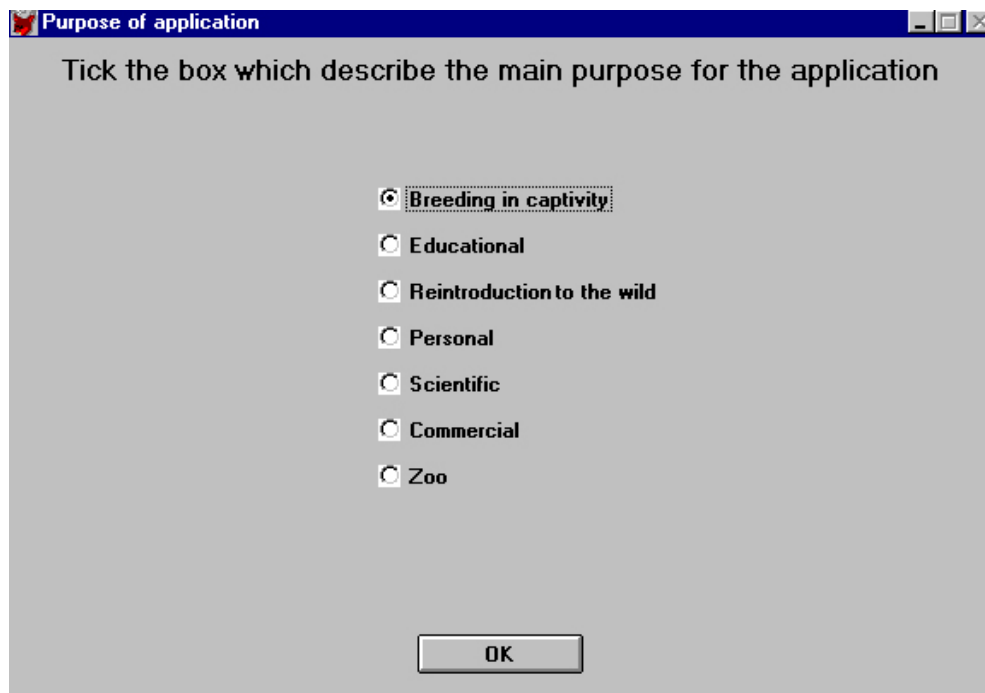 Purpose of application
Tick the box which describe the main purpose for the application
Breeding in captivity
Educational
Reintroduction to the wild
Personal
Scientific
Commercial
Zoo
OK